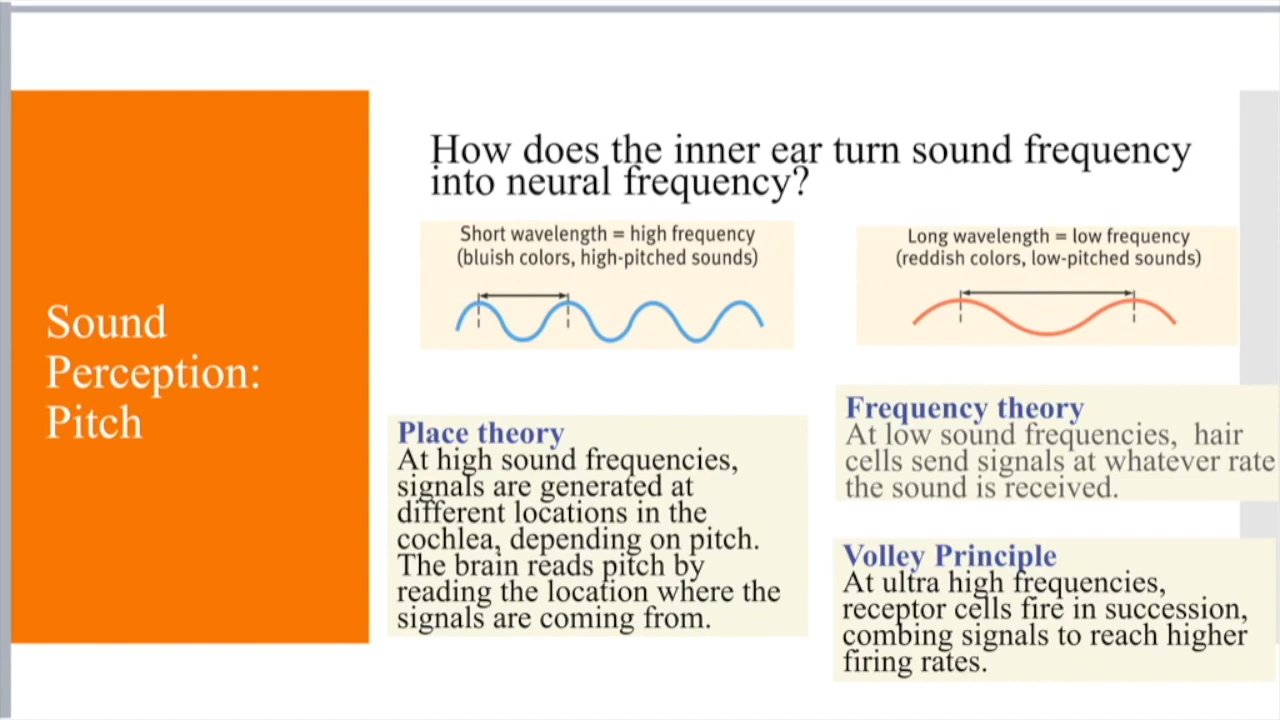 Sound
Perception:
Pitch
How does the inner ear turn sound frequency
into neural frequency?
Short wavelength = high frequency
(bluish colors, high-pitched sounds)
Long wavelength = low frequency
(reddish colors, low-pitched sounds)
Place theory
At high sound frequencies,
signals are generated at
different locations in the
cochlea, depending on pitch.
The brain reads pitch by
reading the location where the
signals are coming from.
Frequency theory
At low sound frequencies,  hair
cells send signals at whatever rate
the sound is received.
Volley Principle
At ultra high frequencies,
receptor cells fire in succession,
combing signals to reach higher
firing rates.